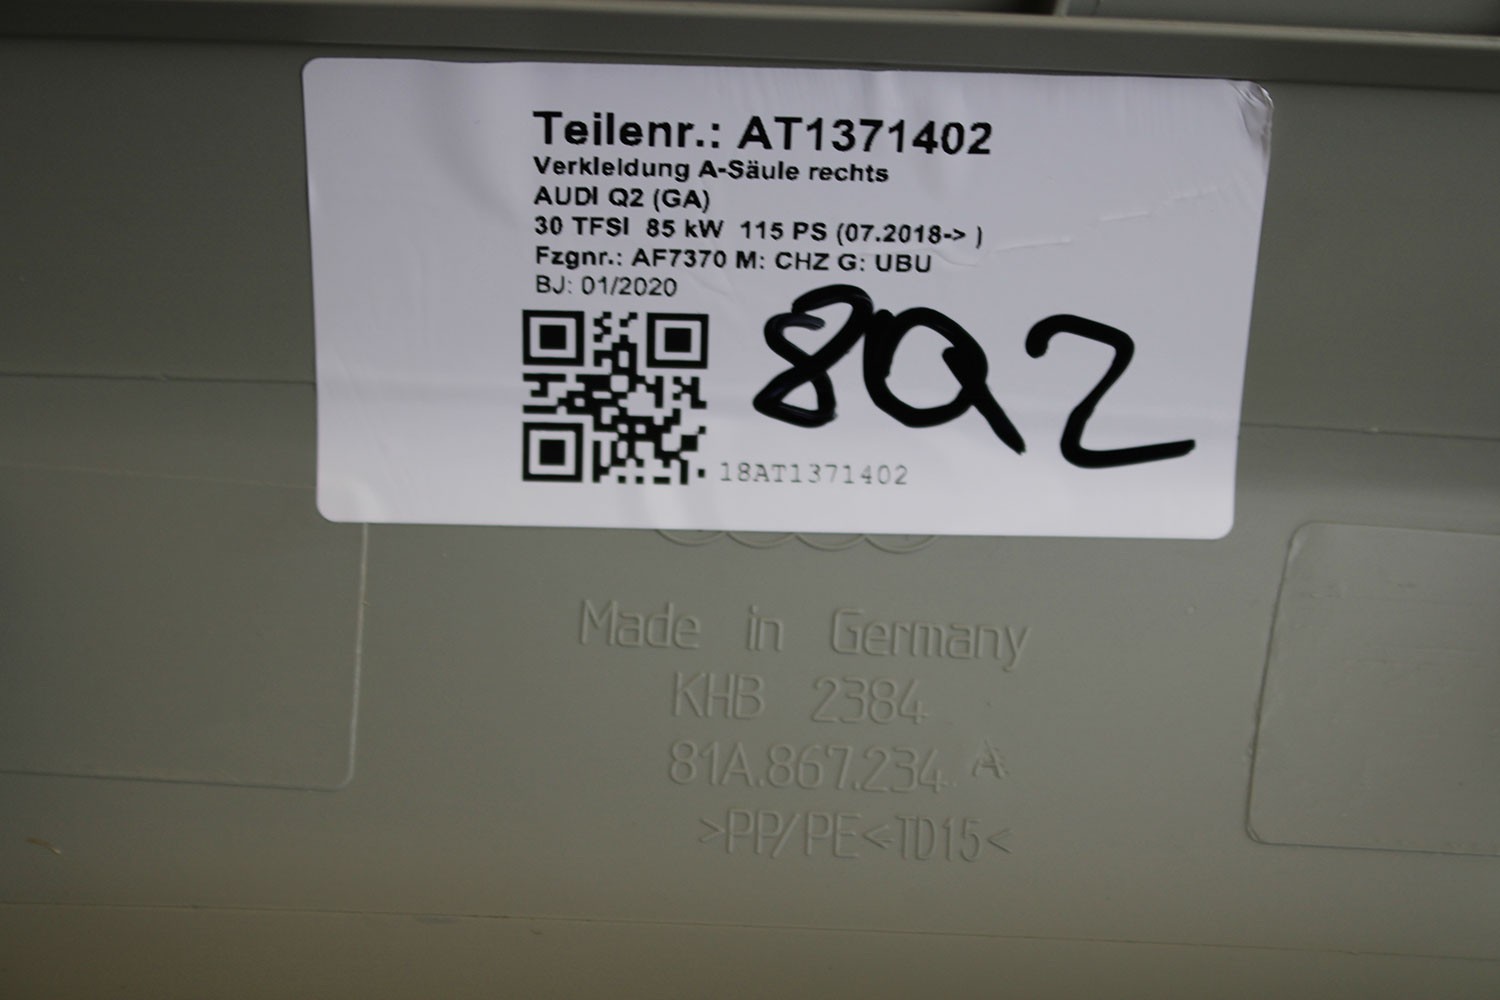 Teilenr.: AT1371402
Verkleidung A-Säule rechts
AUDI Q2 (GA)
30 TFSI 85 kW 115 PS (07.2018-> )
Fzgnr.: AF7370 M: CHZ G: UBU
BJ: 01/2020
8Q2
18AT1371402
Made in Germany
KHB 2384
81A.867.234 A
>PP/PE<TD15<